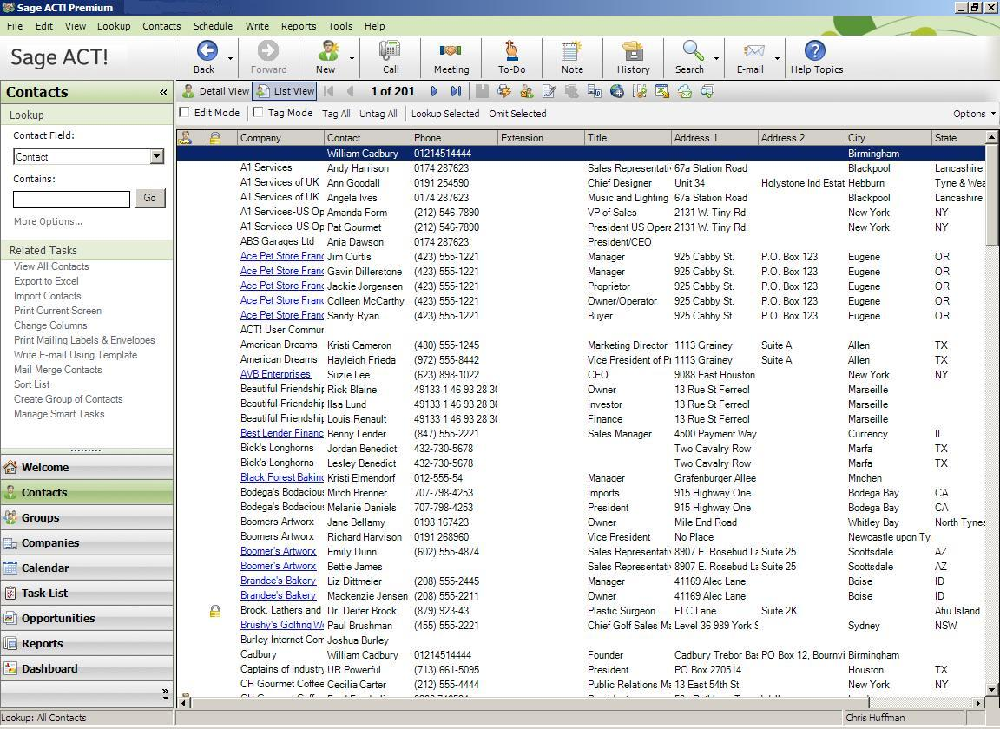 Sage ACT! Premium
File Edit View Lookup Contacts Schedule Write Reports Tools Help
Sage ACT!
Back Forward New Call Meeting To-Do Note History Search E-mail Help Topics
Contacts «
Detail View List View 1 of 201
Edit Mode Tag Mode Tag All Untag All Lookup Selected Omit Selected Options
Lookup
Contact Field:
Contact
Contains:
Go
More Options...
Related Tasks
View All Contacts
Export to Excel
Import Contacts
Print Current Screen
Change Columns
Print Mailing Labels & Envelopes
Write E-mail Using Template
Mail Merge Contacts
Sort List
Create Group of Contacts
Manage Smart Tasks
Welcome
Contacts
Groups
Companies
Calendar
Task List
Opportunities
Reports
Dashboard
Company Contact Phone Extension Title Address 1 Address 2 City State
William Cadbury 01214514444 Birmingham
A1 Services Andy Harrison 0174 287623 Sales Representati 67a Station Road Blackpool Lancashire
A1 Services of UK Ann Goodall 0191 254590 Chief Designer Unit 34 Holystone Ind Estat Hebburn Tyne & Wea
A1 Services of UK Angela Ives 0174 287623 Music and Lighting 67a Station Road Blackpool Lancashire
A1 Services-US Op Amanda Form (212) 546-7890 VP of Sales 2131 W. Tiny Rd. New York NY
A1 Services-US Op Pat Gourmet (212) 546-7890 President US Opera 2131 W. Tiny Rd. New York NY
ABS Garages Ltd Ania Dawson 0174 287623 President/CEO
Ace Pet Store Franc Jim Curtis (423) 555-1221 Manager 925 Cabby St. P.O. Box 123 Eugene OR
Ace Pet Store Franc Gavin Dillerstone (423) 555-1221 Manager 925 Cabby St. P.O. Box 123 Eugene OR
Ace Pet Store Franc Jackie Jorgensen (423) 555-1221 Proprietor 925 Cabby St. P.O. Box 123 Eugene OR
Ace Pet Store Franc Colleen McCarthy (423) 555-1221 Owner/Operator 925 Cabby St. P.O. Box 123 Eugene OR
Ace Pet Store Franc Sandy Ryan (423) 555-1221 Buyer 925 Cabby St. P.O. Box 123 Eugene OR
ACT! User Commur
American Dreams Kristi Cameron (480) 555-1245 Marketing Director 1113 Grainey Suite A Allen TX
American Dreams Hayleigh Frieda (972) 555-8442 Vice President of P 1113 Grainey Suite A Allen TX
AVB Enterprises Suzie Lee (623) 898-1022 CEO 9088 East Houston New York NY
Beautiful Friendship Rick Blaine 49133 1 46 93 28 30 Owner 13 Rue St Ferreol Marseille
Beautiful Friendship Ilsa Lund 49133 1 46 93 28 30 Investor 13 Rue St Ferreol Marseille
Beautiful Friendship Louis Renault 49133 1 46 93 28 30 Finance 13 Rue St Ferreol Marseille
Best Lender Financ Benny Lender (847) 555-2221 Sales Manager 4500 Payment Way Currency IL
Bick's Longhorns Jordan Benedict 432-730-5678 Two Cavalry Row Marfa TX
Bick's Longhorns Lesley Benedict 432-730-5678 Two Cavalry Row Marfa TX
Black Forest Baking Kristi Elmendorf 012-555-54 Manager Grafenburger Allee Mnchen
Bodega's Bodacious Mitch Brenner 707-798-4253 Imports 915 Highway One Bodega Bay CA
Bodega's Bodacious Melanie Daniels 707-798-4253 President 915 Highway One Bodega Bay CA
Boomers Artworx Jane Bellamy 0198 167423 Owner Mile End Road Whitley Bay North Tynes
Boomers Artworx Richard Harvison 0191 268960 Vice President No Place Newcastle upon Ty
Boomer's Artworx Emily Dunn (602) 555-4874 Sales Representati 8907 E. Rosebud La Suite 25 Scottsdale AZ
Boomer's Artworx Bettie James Sales Representati 8907 E. Rosebud La Suite 25 Scottsdale AZ
Brandee's Bakery Liz Dittmeier (208) 555-2445 Manager 41169 Alec Lane Boise ID
Brandee's Bakery Mackenzie Jensen (208) 555-2211 Owner 41169 Alec Lane Boise ID
Brock, Lathers and Dr. Deiter Brock (879) 923-43 Plastic Surgeon FLC Lane Suite 2K Atiu Island
Brushy's Golfing Wo Paul Brushman (455) 555-2221 Chief Golf Sales Ma Level 36 989 York S Sydney NSW
Burley Internet Com Joshua Burley
Cadbury William Cadbury 01214514444 Founder Cadbury Trebor Bas PO Box 12, Bournvi Birmingham
Captains of Industry UR Powerful (713) 661-5095 President PO Box 270514 Houston TX
CH Gourmet Coffee Cecilia Carter (212) 555-4444 Public Relations Ma 13 East 54th St. New York NY
Lookup: All Contacts Chris Huffman